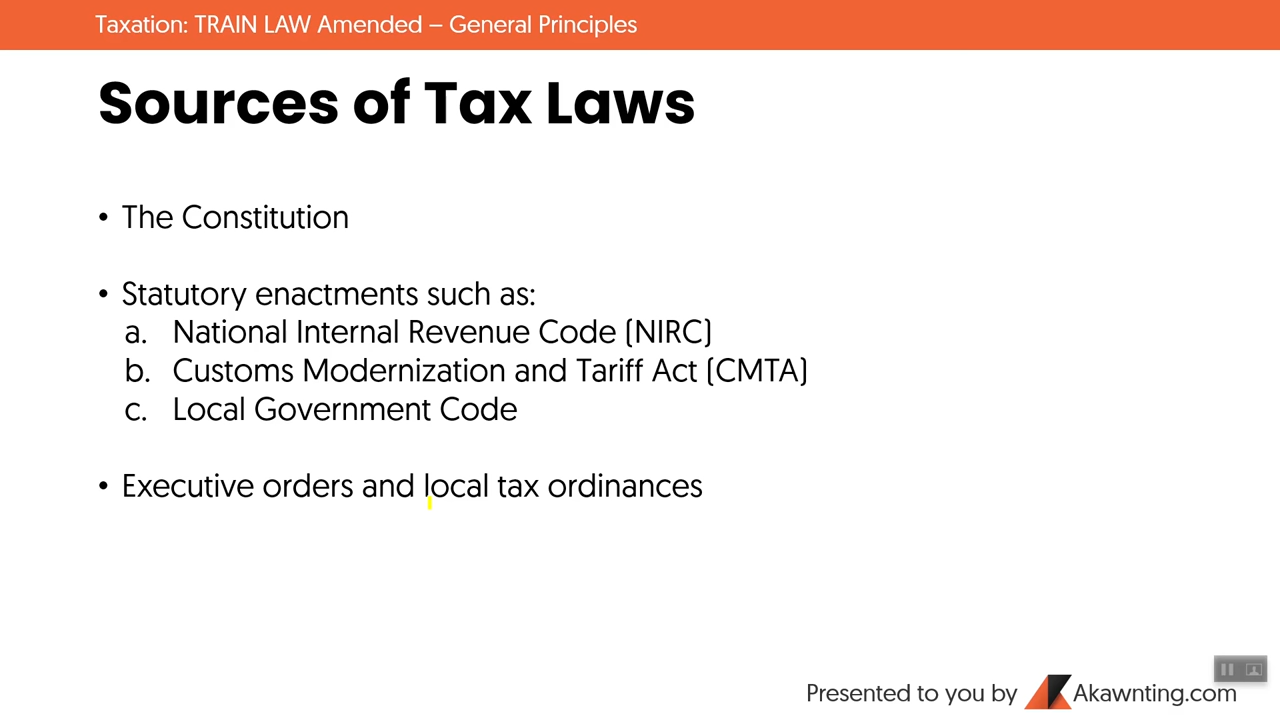 Taxation: TRAIN LAW Amended – General Principles
Sources of Tax Laws
• The Constitution
• Statutory enactments such as:
a. National Internal Revenue Code (NIRC)
b. Customs Modernization and Tariff Act (CMTA)
c. Local Government Code
• Executive orders and local tax ordinances
Presented to you by Akawnting.com